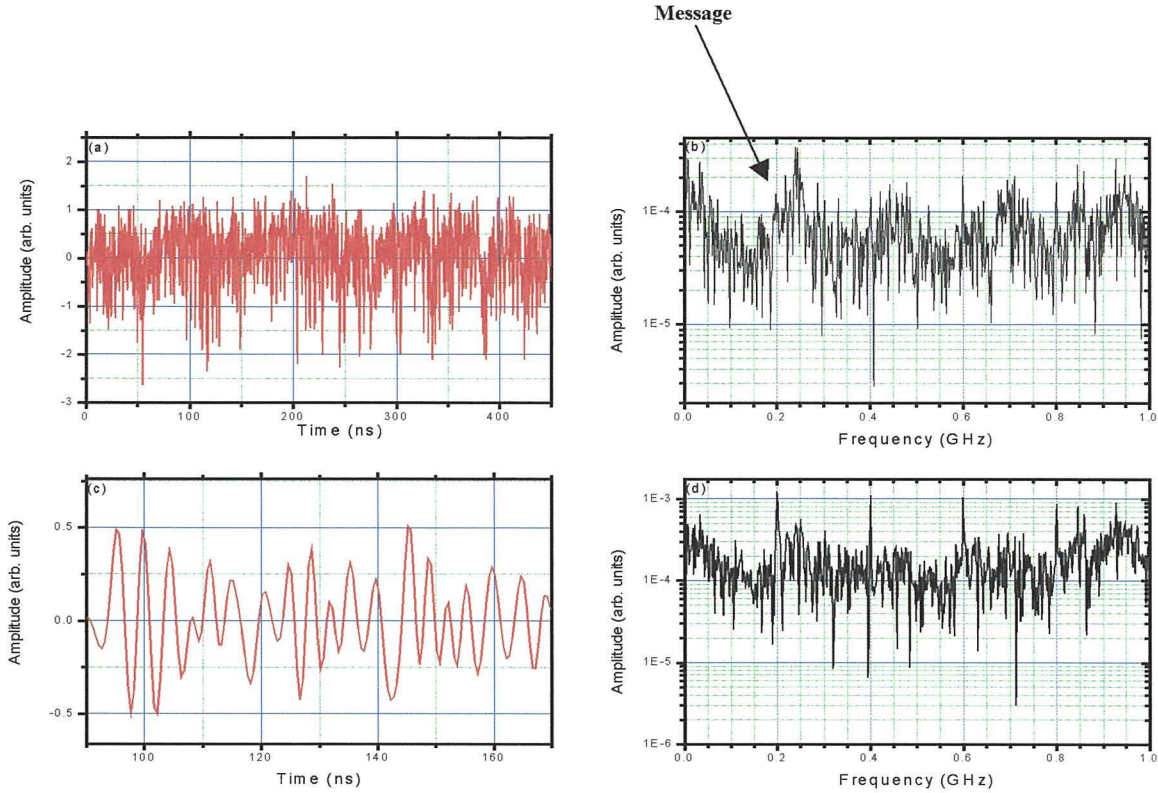 Message
(a)
2
1
0
-1
-2
-3
Amplitude (arb. units)
0 100 200 300 400
Time (ns)
(b)
1E-4
1E-5
Amplitude (arb. units)
0.0 0.2 0.4 0.6 0.8 1.0
Frequency (GHz)
(c)
0.5
0.0
-0.5
Amplitude (arb. units)
100 120 140 160
Time (ns)
(d)
1E-3
1E-4
1E-5
1E-6
Amplitude (arb. units)
0.0 0.2 0.4 0.6 0.8 1.0
Frequency (GHz)